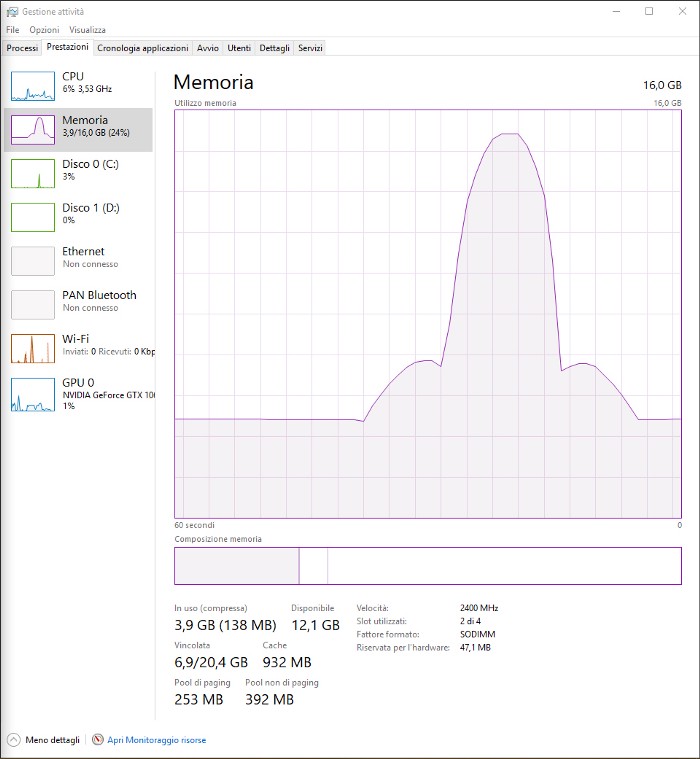 Gestione attività
File Opzioni Visualizza
Processi Prestazioni Cronologia applicazioni Avvio Utenti Dettagli Servizi
CPU
6% 3,53 GHz
Memoria
3,9/16,0 GB (24%)
Disco 0 (C:)
3%
Disco 1 (D:)
0%
Ethernet
Non connesso
PAN Bluetooth
Non connesso
Wi-Fi
Inviati: 0 Ricevuti: 0 Kbp
GPU 0
NVIDIA GeForce GTX 10
1%
Memoria 16,0 GB
Utilizzo memoria 16,0 GB
60 secondi 0
Composizione memoria
In uso (compressa) Disponibile
3,9 GB (138 MB) 12,1 GB
Vincolata Cache
6,9/20,4 GB 932 MB
Pool di paging Pool non di paging
253 MB 392 MB
Velocità: 2400 MHz
Slot utilizzati: 2 di 4
Fattore formato: SODIMM
Riservata per l'hardware: 47,1 MB
Meno dettagli Apri Monitoraggio risorse